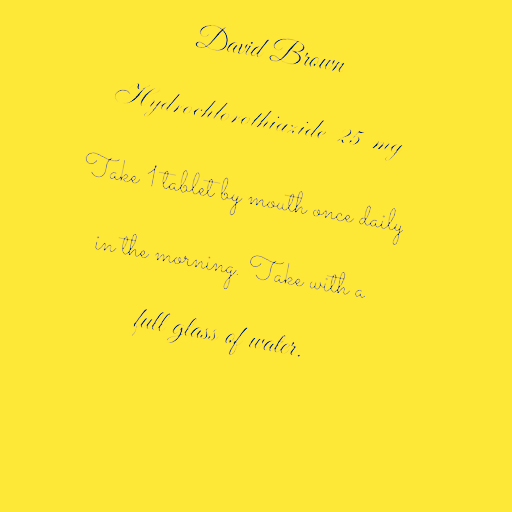 David Brown
Hydrochlorothiazide 25 mg
Take 1 tablet by mouth once daily
in the morning. Take with a
full glass of water.